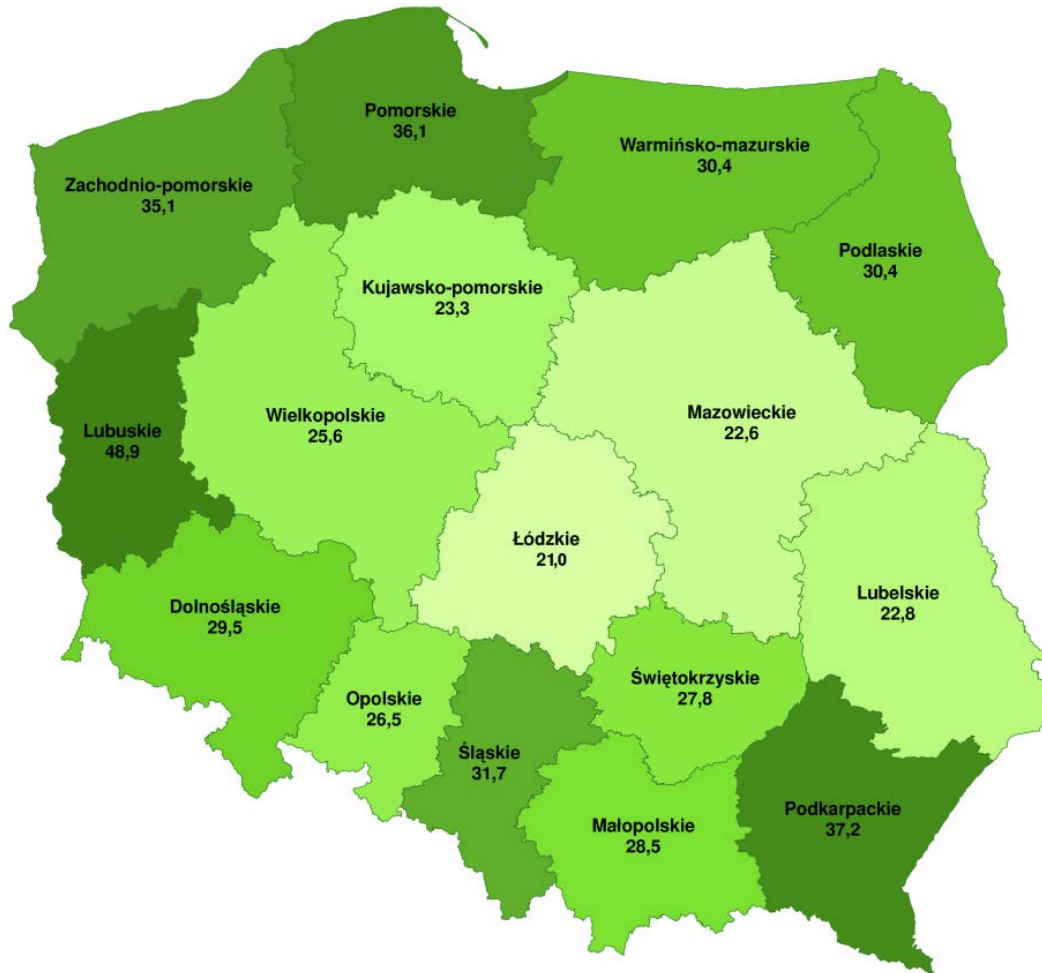 Pomorskie
36,1
Warmińsko-mazurskie
30,4
Zachodnio-pomorskie
35,1
Podlaskie
30,4
Kujawsko-pomorskie
23,3
Wielkopolskie
25,6
Mazowieckie
22,6
Lubuskie
48,9
Łódzkie
21,0
Lubelskie
22,8
Dolnośląskie
29,5
Świętokrzyskie
27,8
Opolskie
26,5
Śląskie
31,7
Podkarpackie
37,2
Małopolskie
28,5